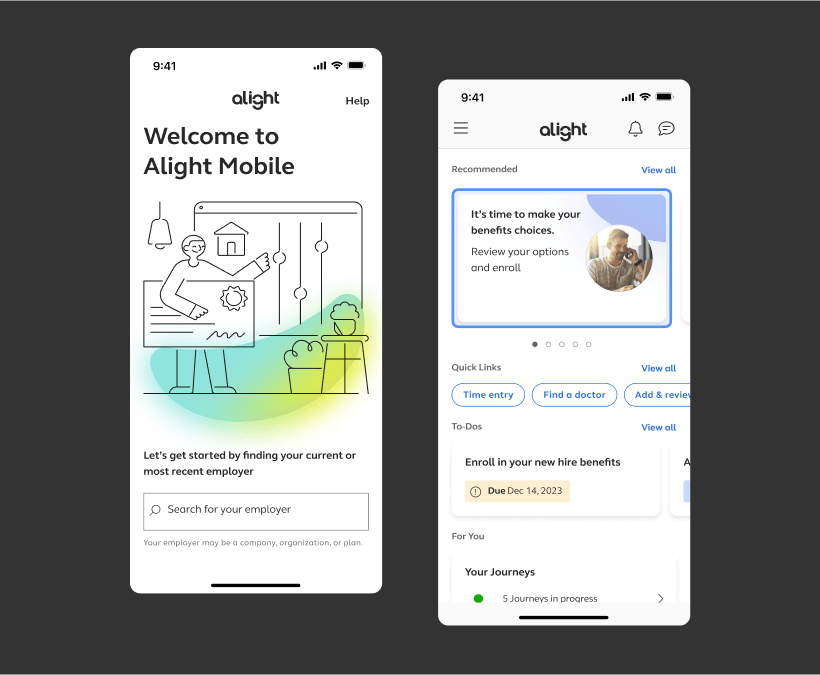 9:41
alight
Help
Welcome to
Alight Mobile
Let's get started by finding your current or
most recent employer
Search for your employer
Your employer may be a company, organization, or plan.
9:41
alight
Recommended
View all
It's time to make your
benefits choices.
Review your options
and enroll
Quick Links
View all
Time entry
Find a doctor
Add & review
To-Dos
View all
Enroll in your new hire benefits
A
Due Dec 14, 2023
For You
Your Journeys
5 Journeys in progress